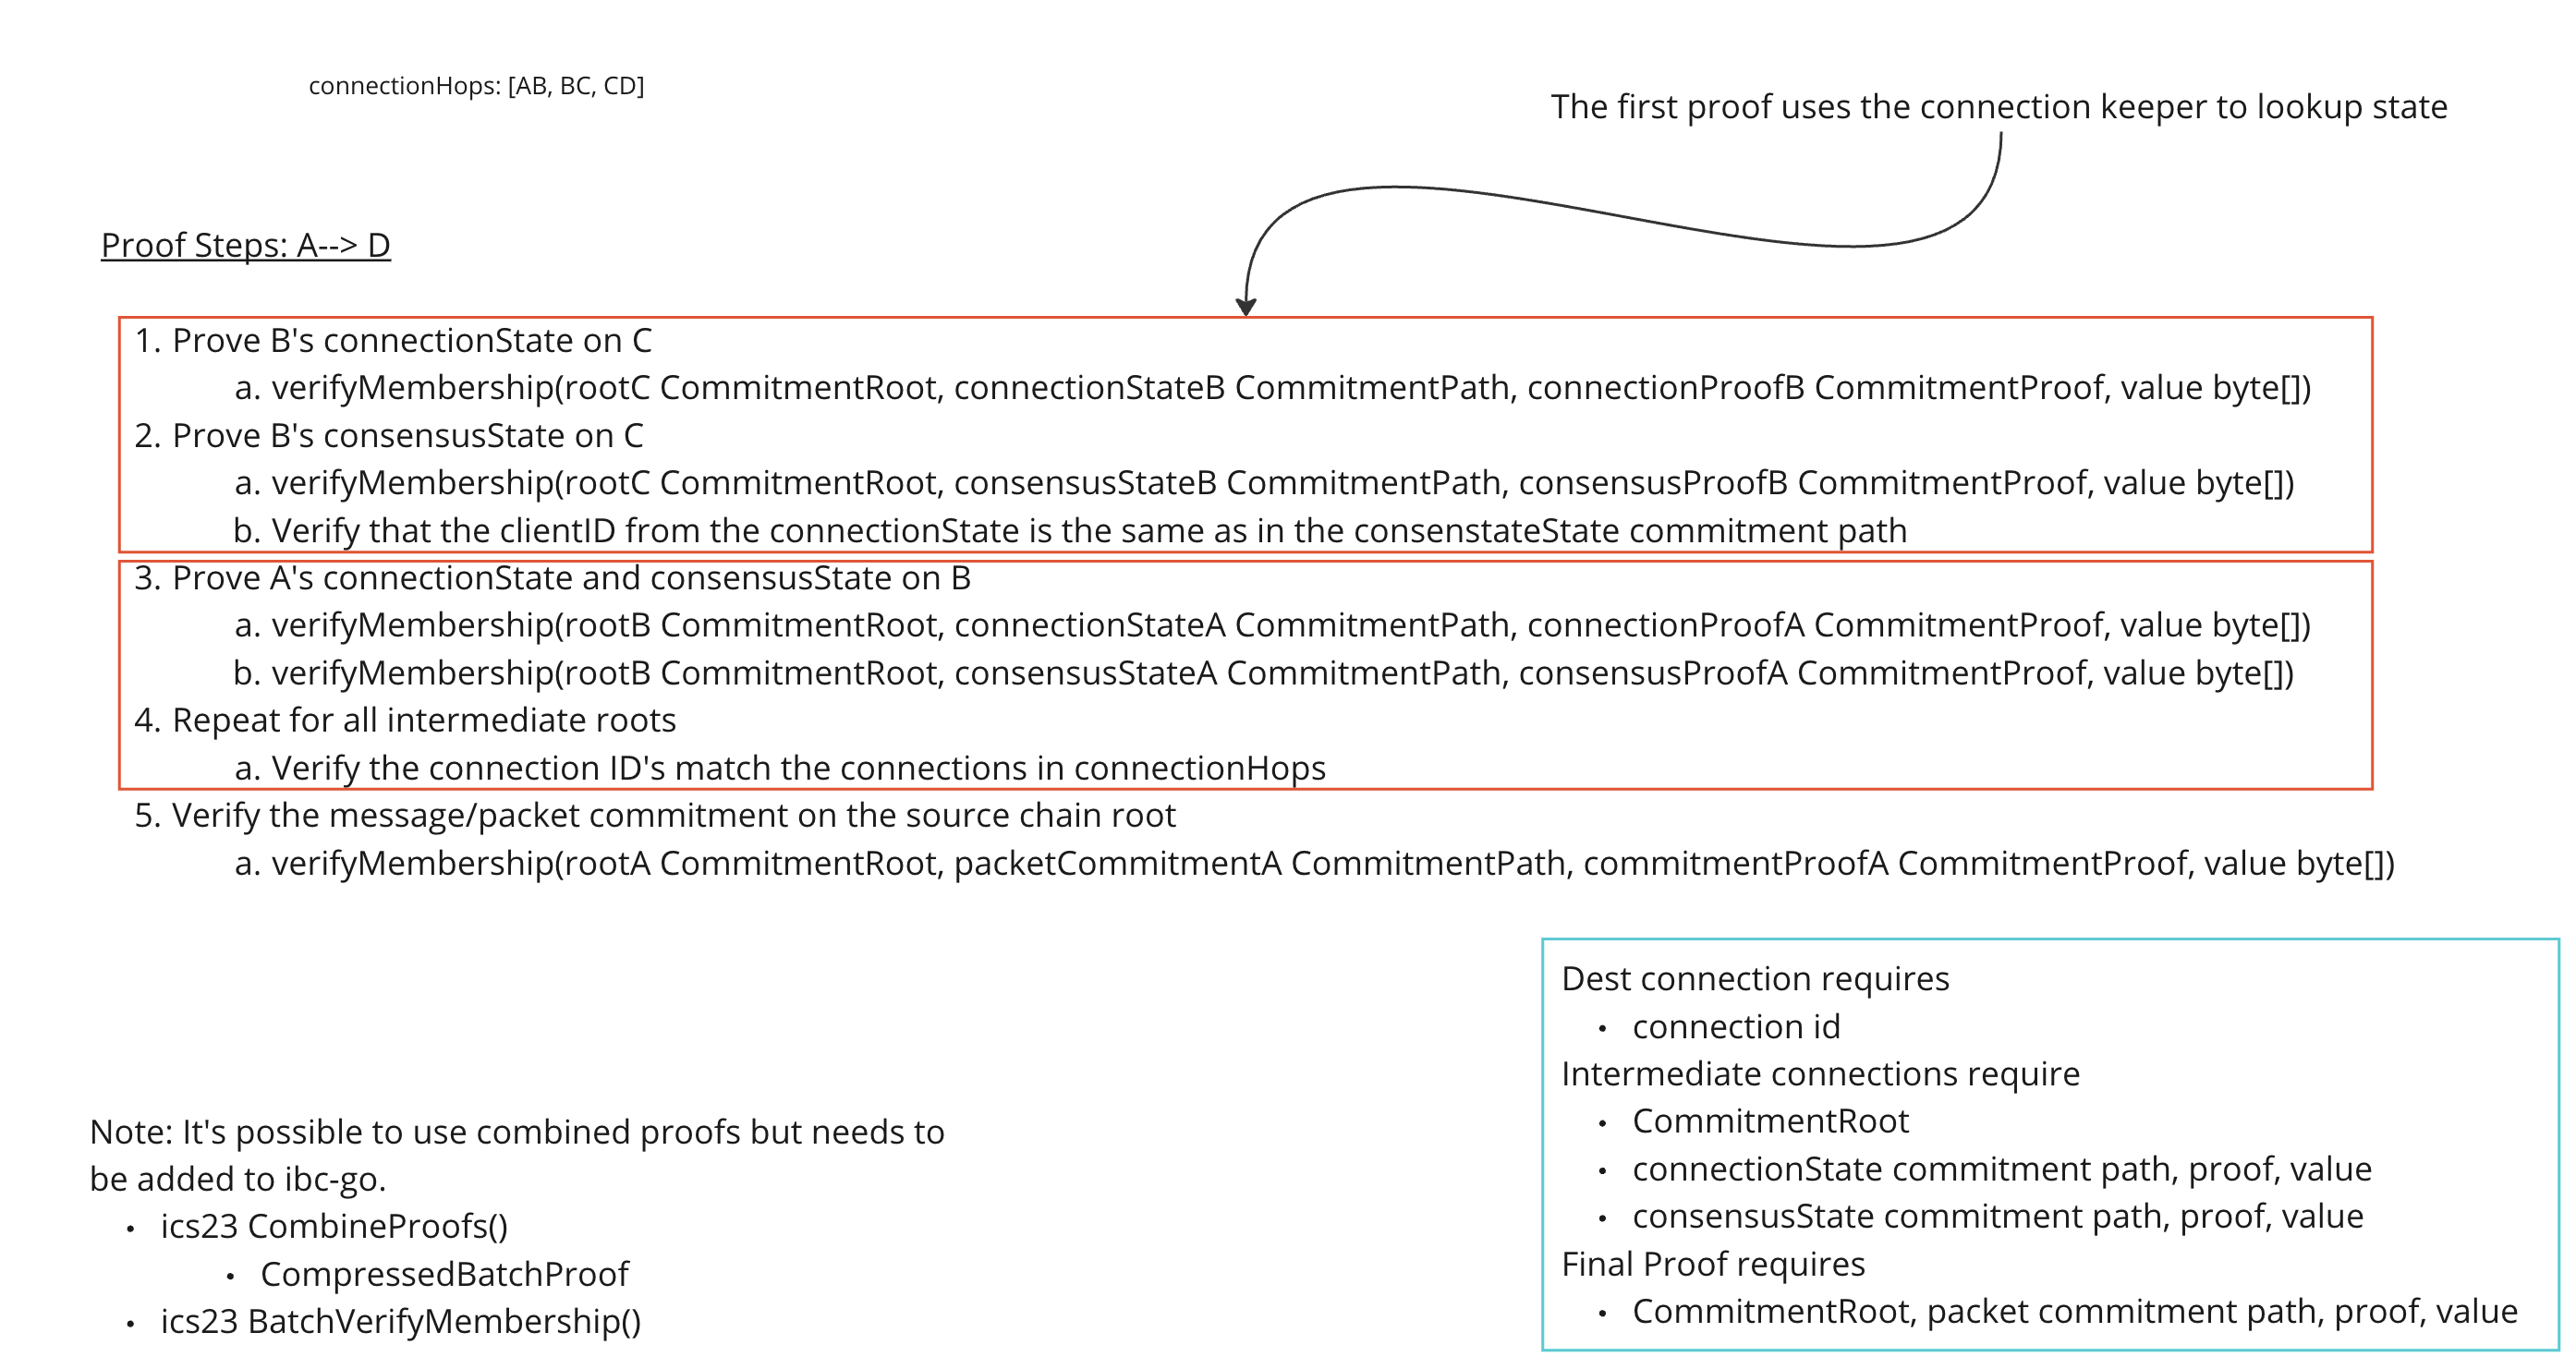 connectionHops: [AB, BC, CD]
The first proof uses the connection keeper to lookup state
Proof Steps: A--> D
1. Prove B's connectionState on C
a. verifyMembership(rootC CommitmentRoot, connectionStateB CommitmentPath, connectionProofB CommitmentProof, value byte[])
2. Prove B's consensusState on C
a. verifyMembership(rootC CommitmentRoot, consensusStateB CommitmentPath, consensusProofB CommitmentProof, value byte[])
b. Verify that the clientID from the connectionState is the same as in the consenstateState commitment path
3. Prove A's connectionState and consensusState on B
a. verifyMembership(rootB CommitmentRoot, connectionStateA CommitmentPath, connectionProofA CommitmentProof, value byte[])
b. verifyMembership(rootB CommitmentRoot, consensusStateA CommitmentPath, consensusProofA CommitmentProof, value byte[])
4. Repeat for all intermediate roots
a. Verify the connection ID's match the connections in connectionHops
5. Verify the message/packet commitment on the source chain root
a. verifyMembership(rootA CommitmentRoot, packetCommitmentA CommitmentPath, commitmentProofA CommitmentProof, value byte[])
Dest connection requires
• connection id
Intermediate connections require
• CommitmentRoot
• connectionState commitment path, proof, value
• consensusState commitment path, proof, value
Final Proof requires
• CommitmentRoot, packet commitment path, proof, value
Note: It's possible to use combined proofs but needs to
be added to ibc-go.
• ics23 CombineProofs()
• CompressedBatchProof
• ics23 BatchVerifyMembership()